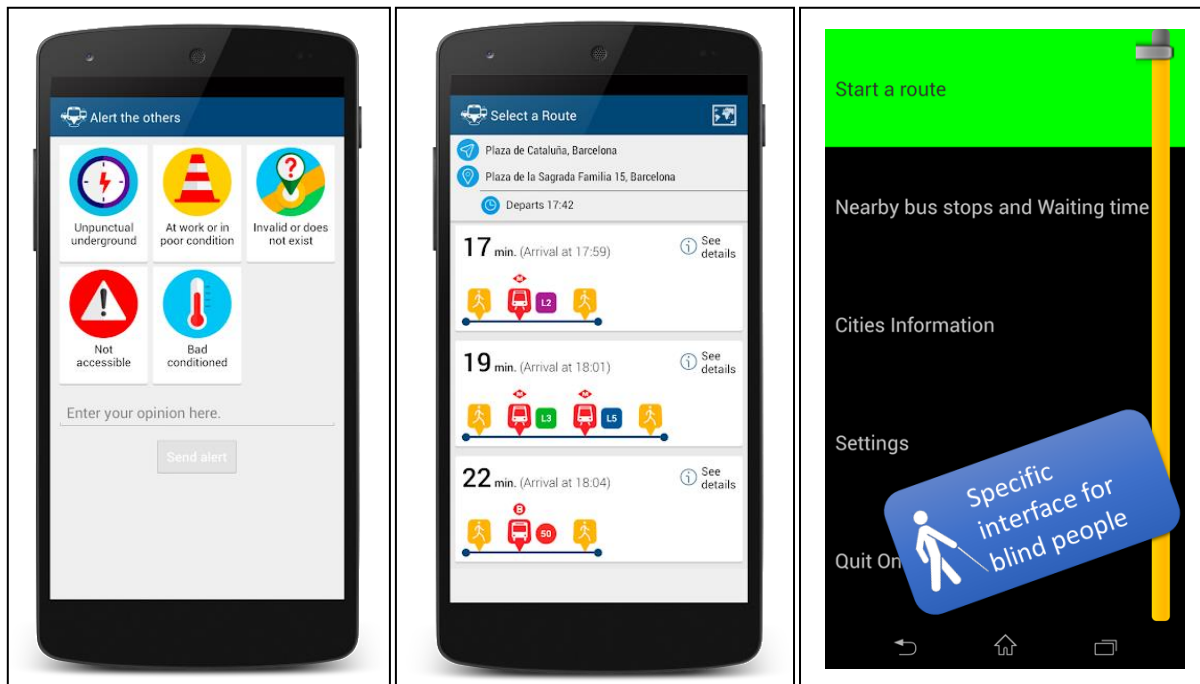 Alert the others
Unpunctual
underground
At work or in
poor condition
Invalid or does
not exist
Not
accessible
Bad
conditioned
Enter your opinion here.
Send alert
Select a Route
Plaza de Cataluña, Barcelona
Plaza de la Sagrada Familia 15, Barcelona
Departs 17:42
17 min. (Arrival at 17:59)
See
details
M
L2
19 min. (Arrival at 18:01)
See
details
M
L3
M
L5
22 min. (Arrival at 18:04)
See
details
B
50
Start a route
Nearby bus stops and Waiting time
Cities Information
Settings
Quit On
Specific
interface for
blind people